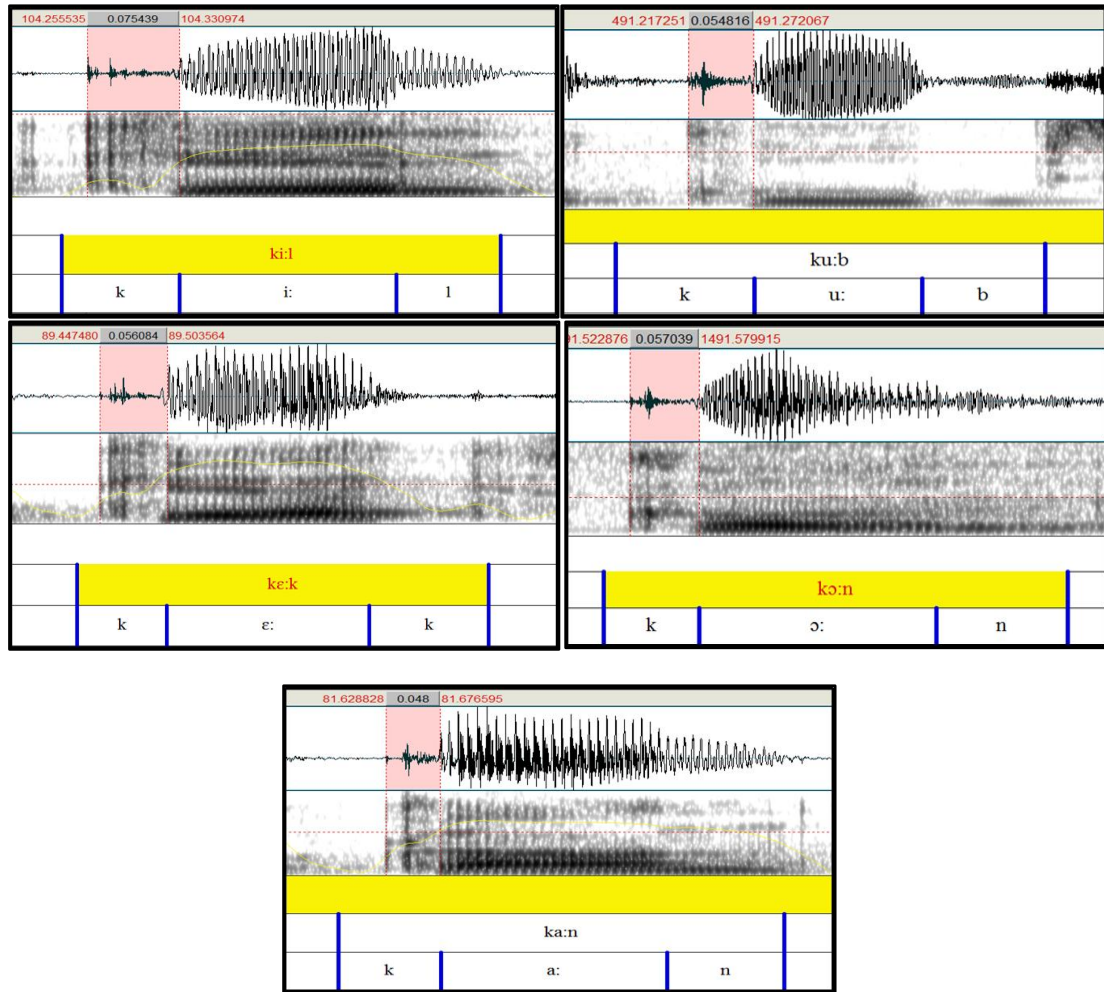 104.255535 0.075439 104.330974
ki:l
k i: l
491.217251 0.054816 491.272067
ku:b
k u: b
89.447480 0.056084 89.503564
kɛ:k
k ɛ: k
91.522876 0.057039 1491.579915
kɔ:n
k ɔ: n
81.628828 0.048 81.676595
ka:n
k a: n